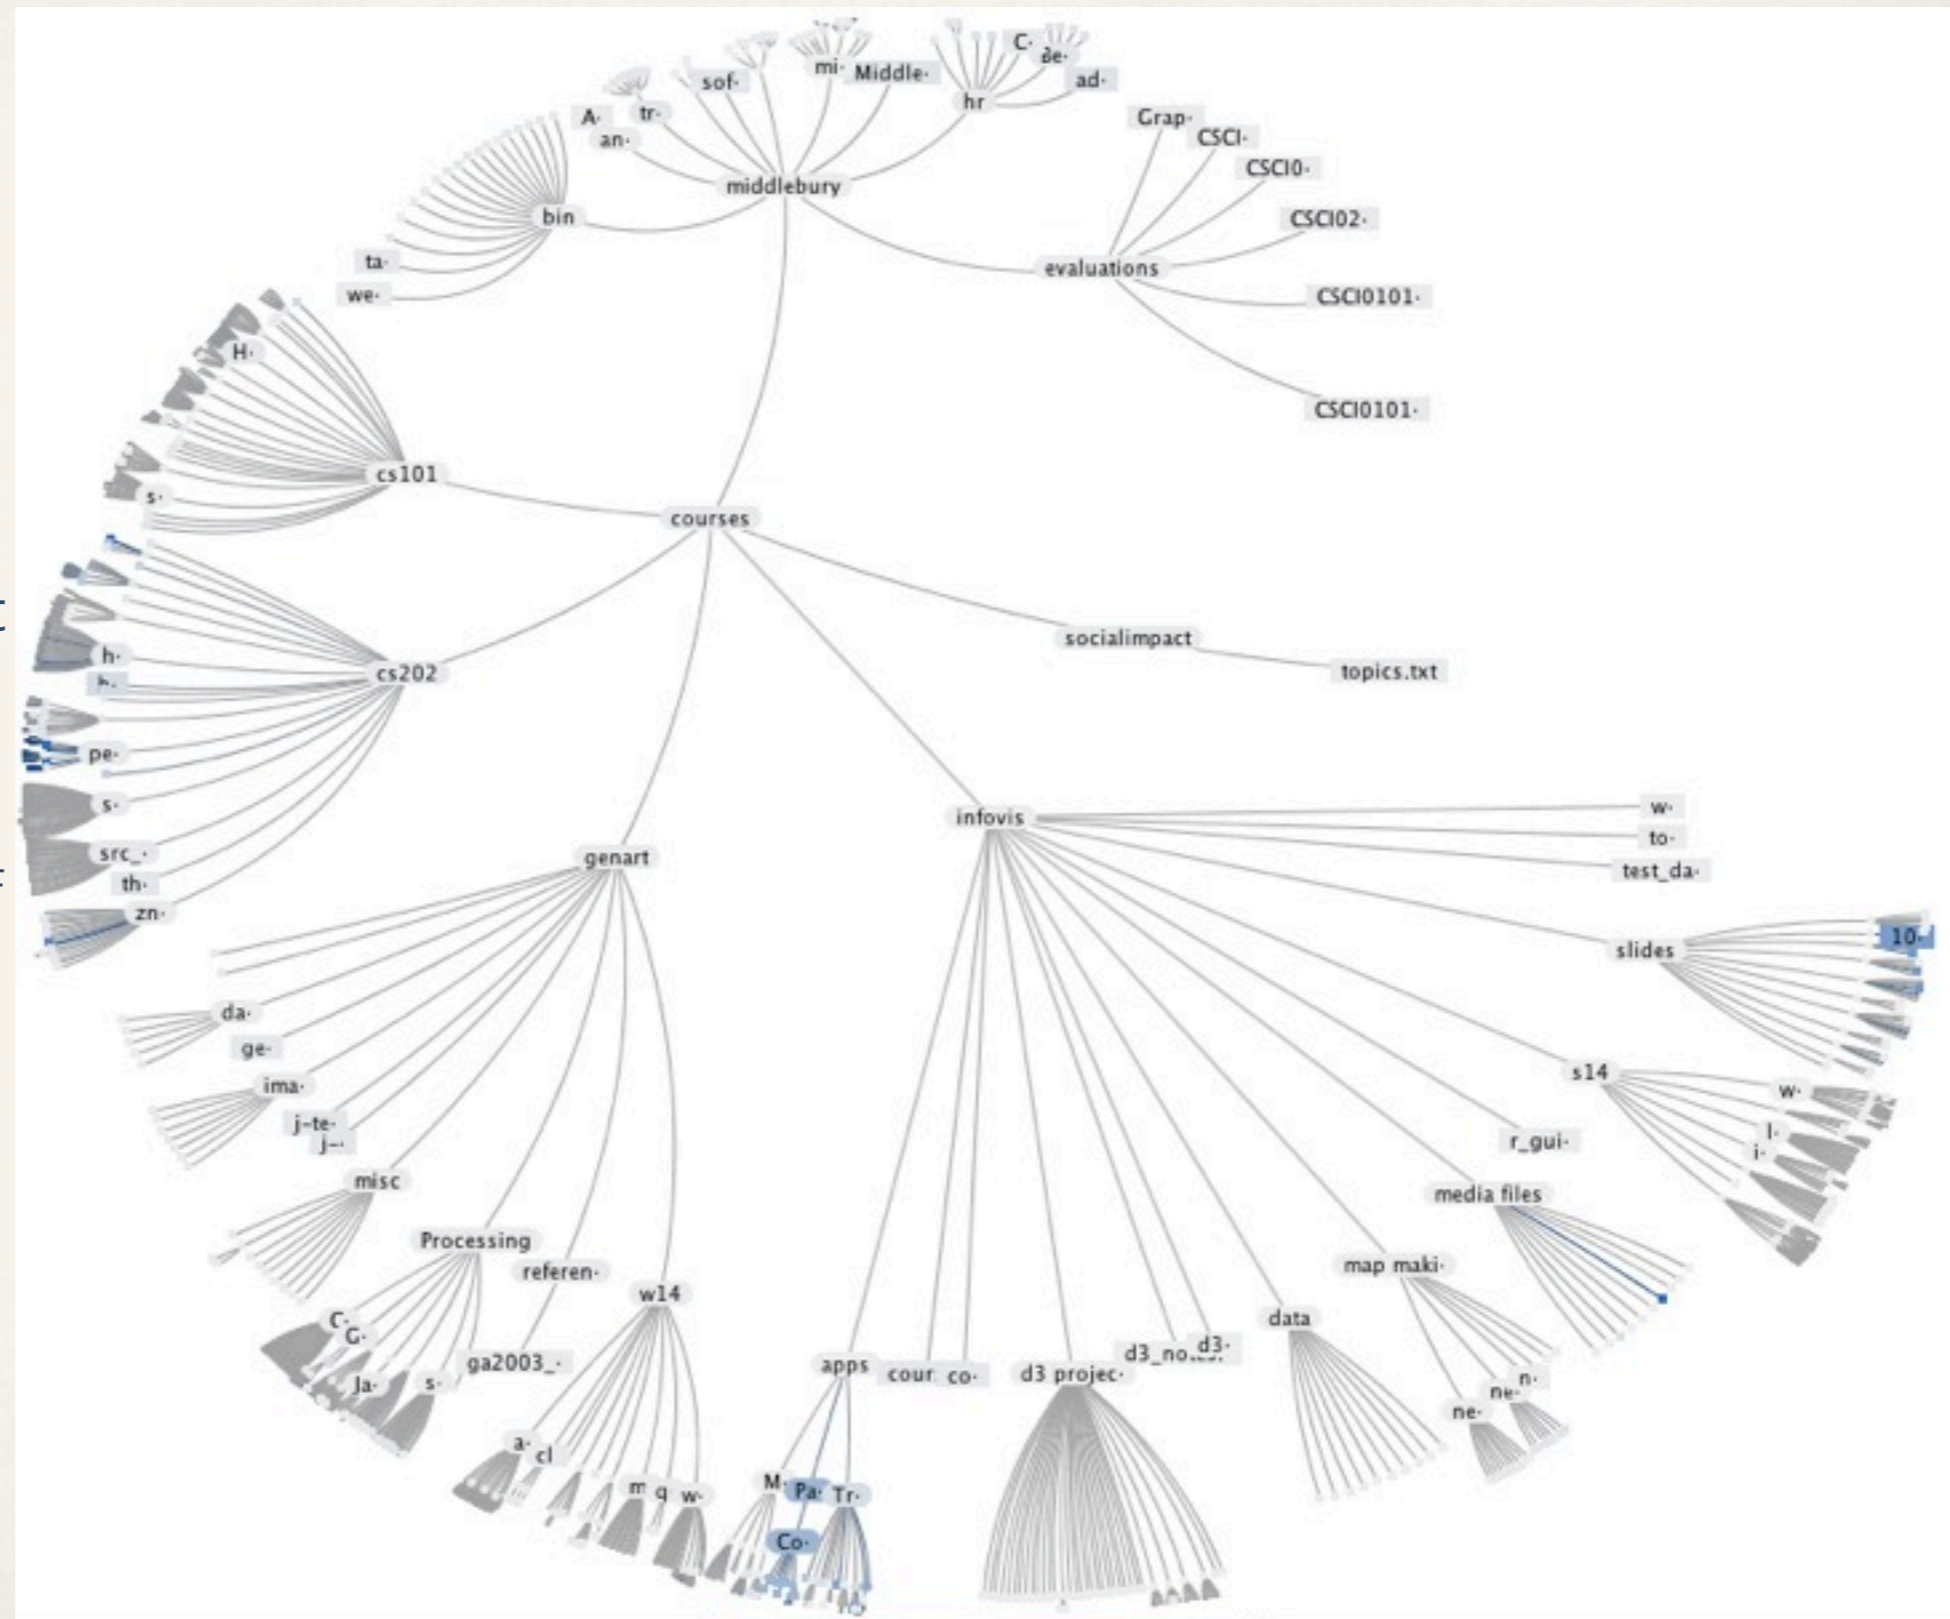 C·
Be·
mi·
Middle·
sof·
ad·
hr
A·
tr·
an·
Grap·
CSCI·
CSCI0·
middlebury
bin
CSCI02·
ta·
evaluations
we·
CSCI0101·
H·
CSCI0101·
cs101
s·
courses
socialimpact
h·
topics.txt
cs202
h·
pe·
s·
w·
infovis
to·
src_·
genart
test_da·
th·
zn·
10·
slides
da·
ge·
s14
ima·
w·
j-te·
l·
j-·
r_gui·
i·
misc
media files
Processing
map maki·
referen·
w14
C·
data
G·
d3·
ga2003_·
apps
cour
co·
d3 projec·
Ja·
s·
n·
ne·
ne·
a·
cl
M·
Pa·
Tr·
m
q
w·
Co·